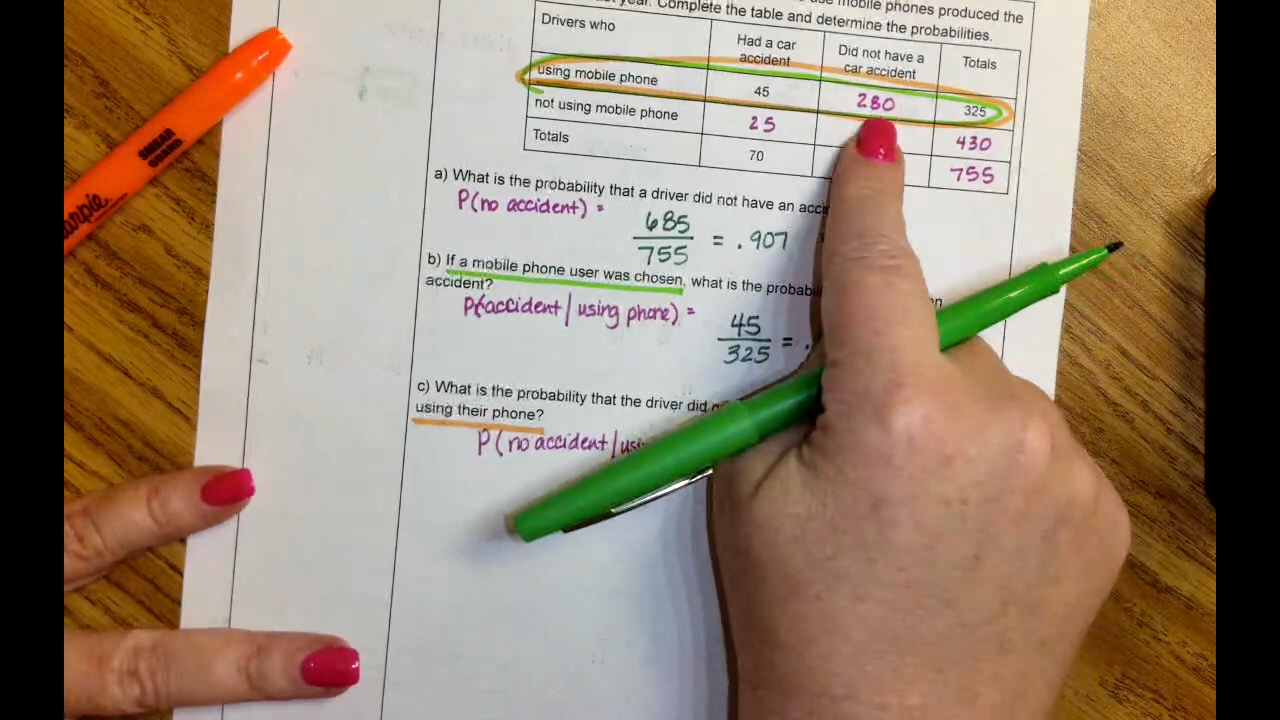 use mobile phones produced the
year. Complete the table and determine the probabilities.
Drivers who Had a car accident Did not have a car accident Totals
using mobile phone 45 280 325
not using mobile phone 25 430
Totals 70 755
a) What is the probability that a driver did not have an acci
P(no accident) =
685
755
= .907
b) If a mobile phone user was chosen, what is the probabil
accident?
P(accident | using phone) =
45
325
= .
c) What is the probability that the driver did
using their phone?
P(no accident / usi
SHARPIE